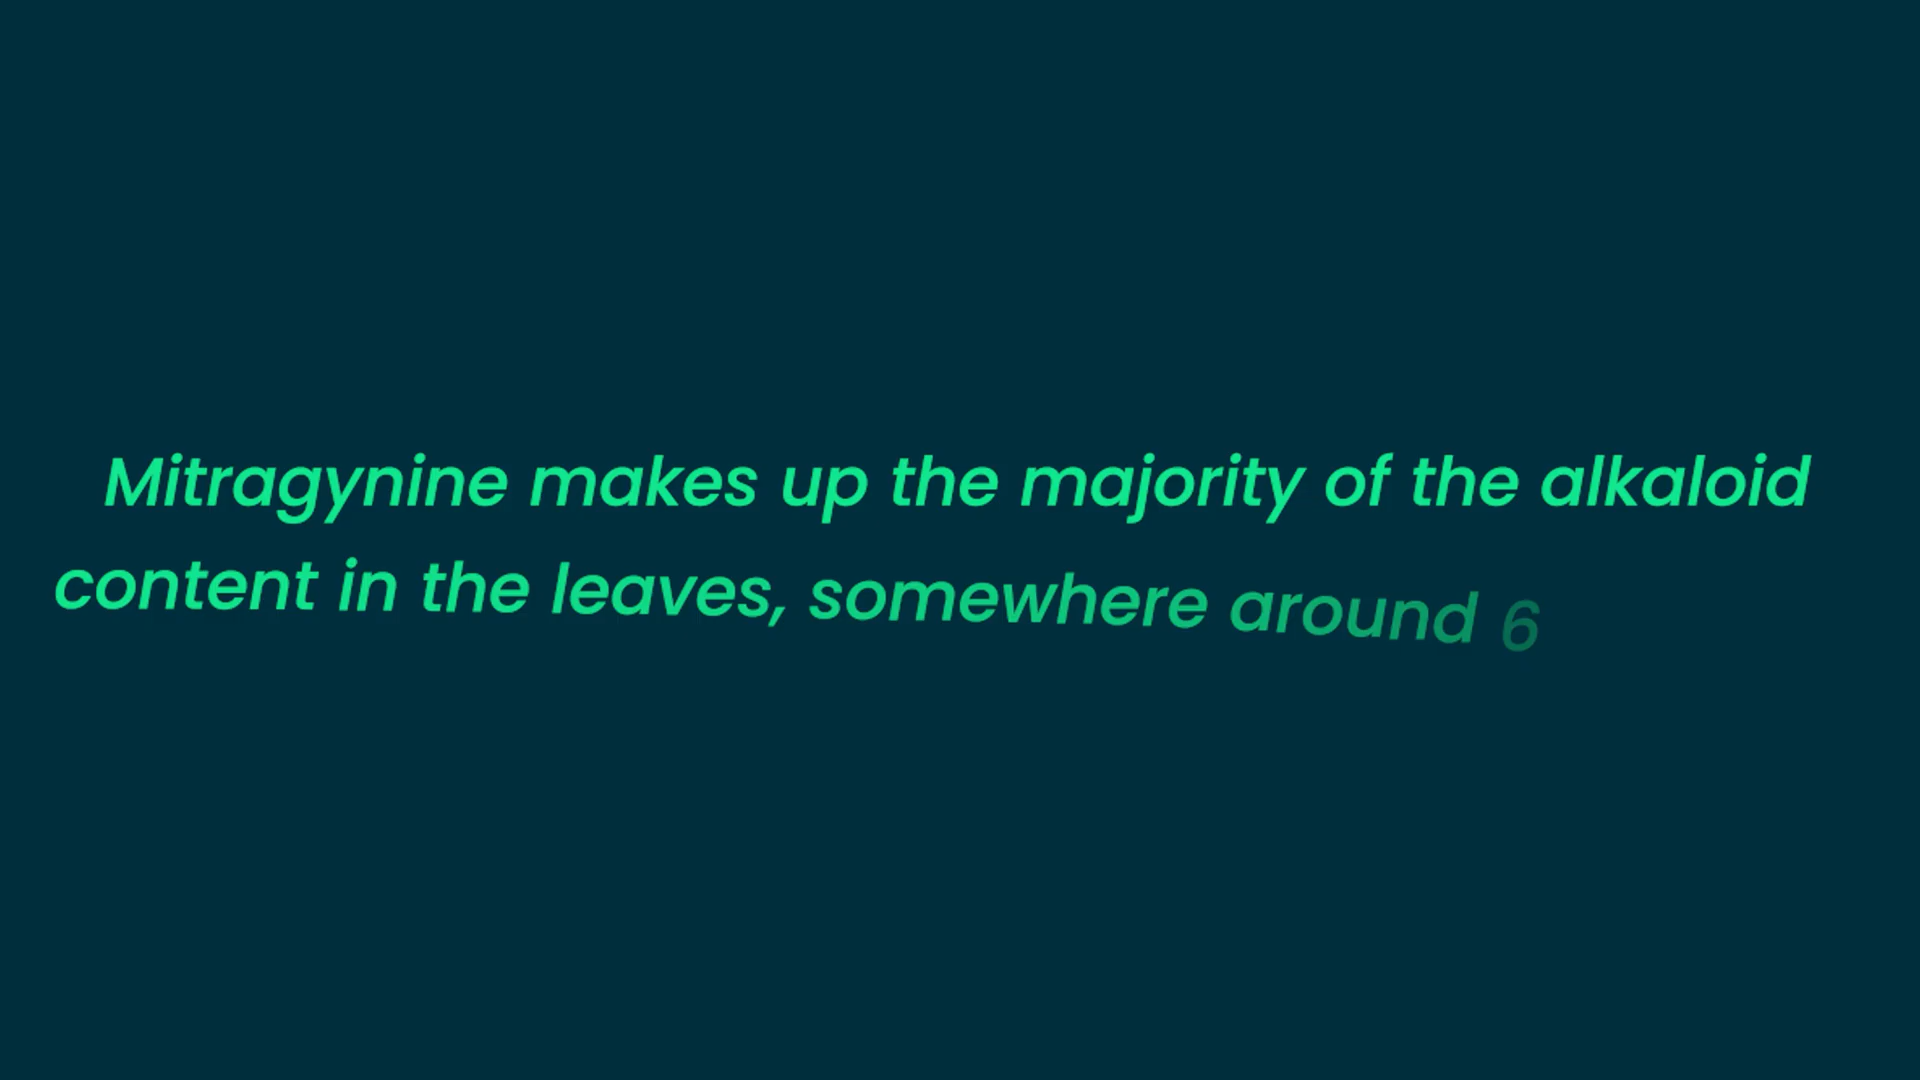 Mitragynine makes up the majority of the alkaloid
content in the leaves, somewhere around 6